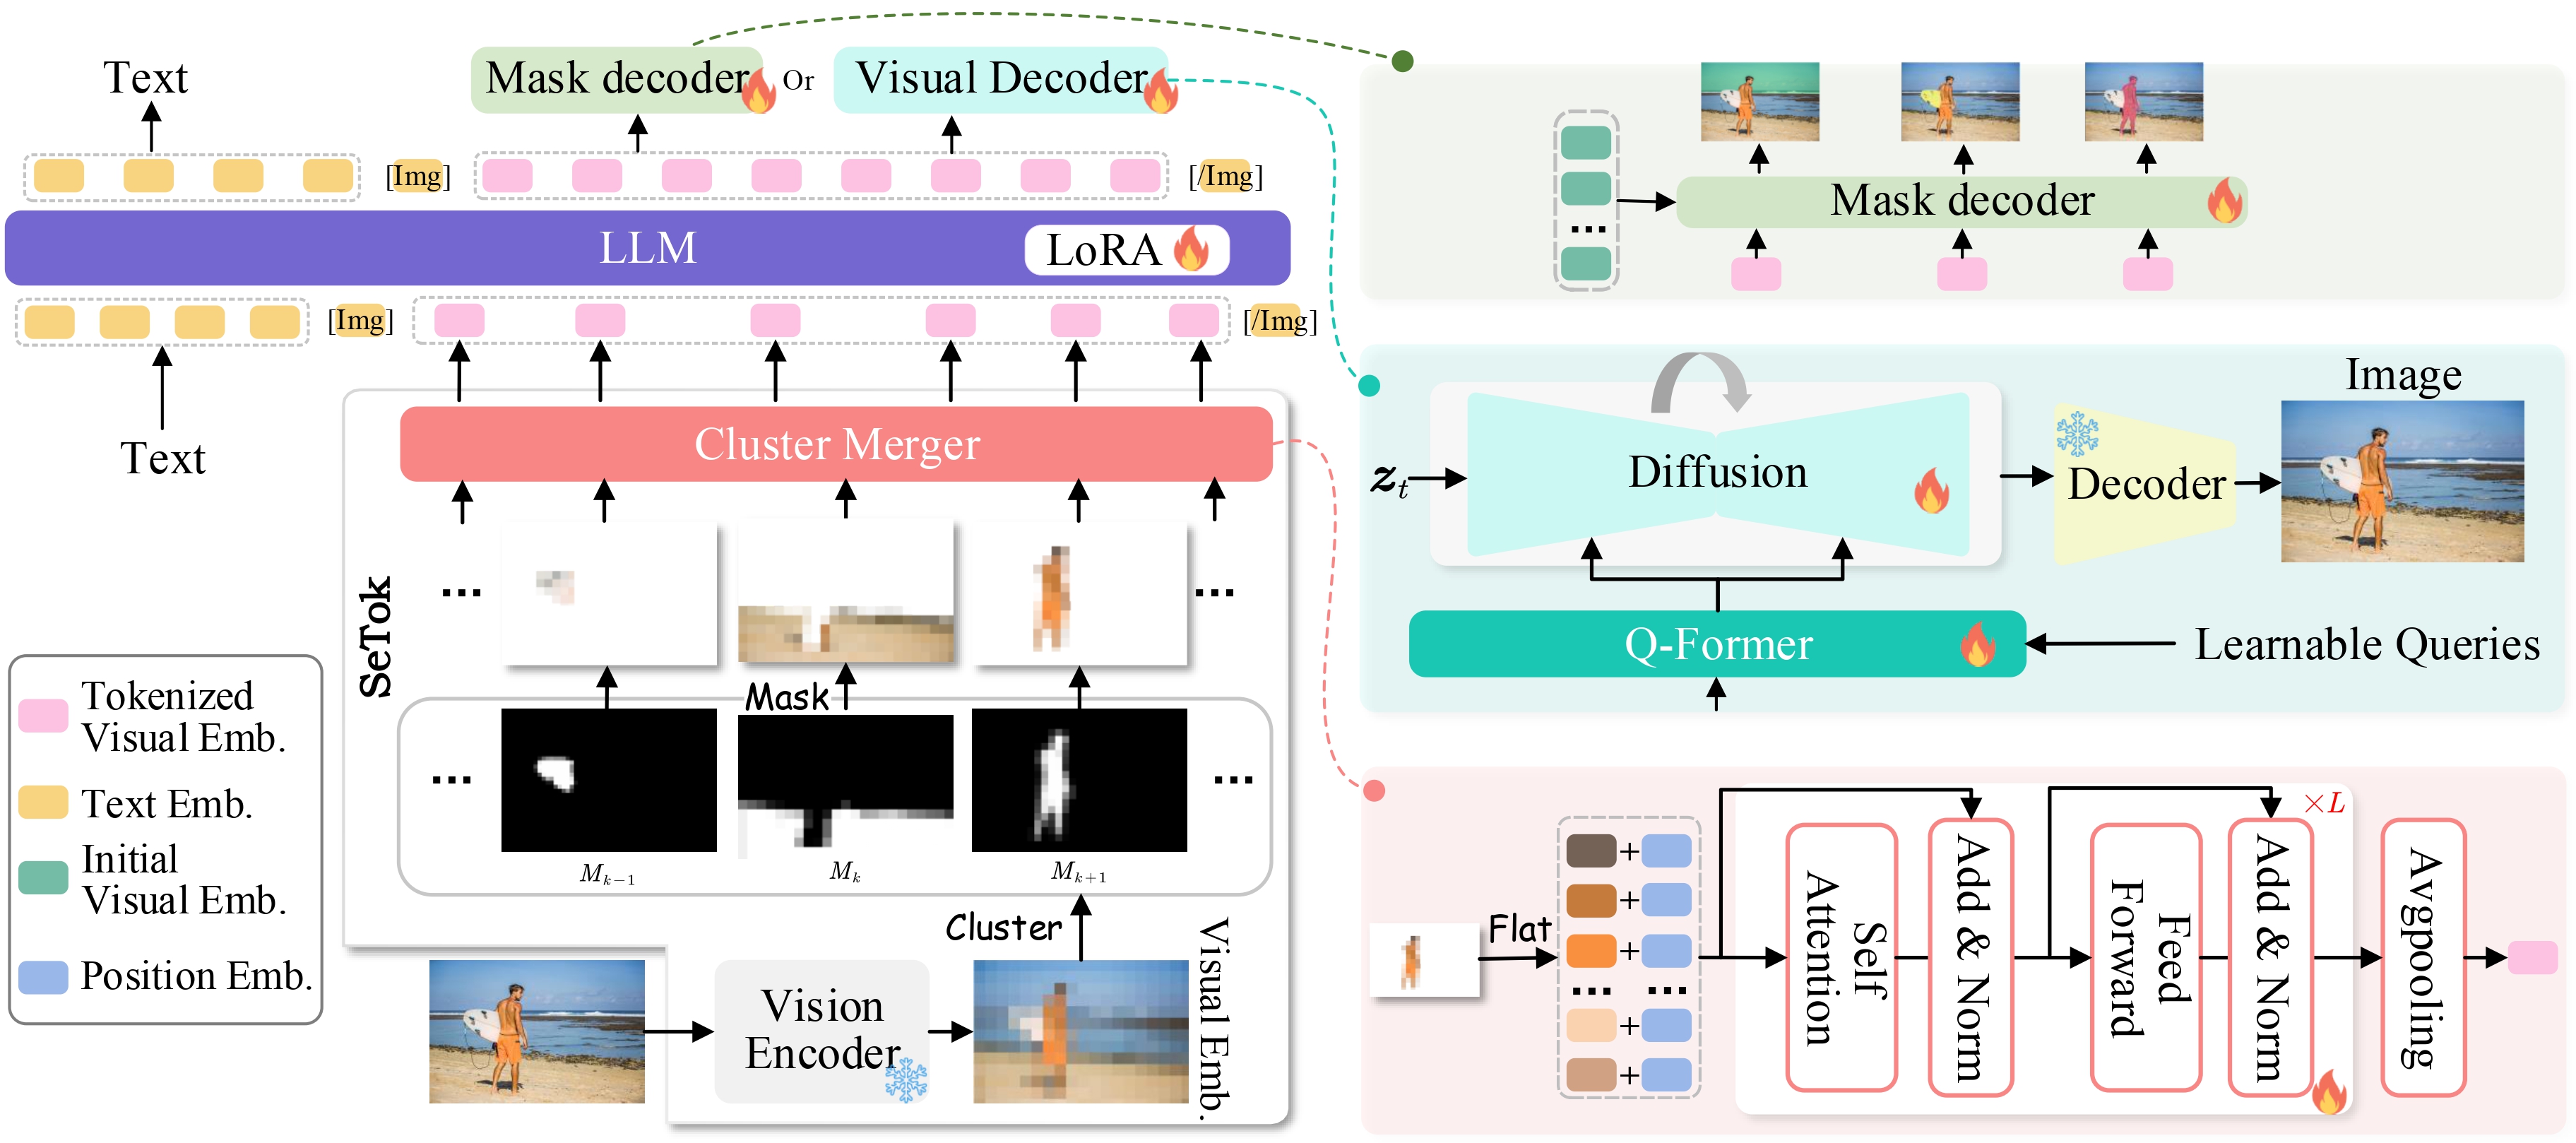 Text
Mask decoder
Or
Visual Decoder
[Img]
[/Img]
LLM
LoRA
[Img]
[/Img]
Text
Cluster Merger
SeTok
...
...
Mask
...
...
M_{k-1}
M_k
M_{k+1}
Cluster
Vision
Encoder
Visual Emb.
Tokenized
Visual Emb.
Text Emb.
Initial
Visual Emb.
Position Emb.
...
Mask decoder
Image
z_t
Diffusion
Decoder
Q-Former
Learnable Queries
×L
Flat
+
+
+
... ...
+
+
Self
Attention
Add & Norm
Feed
Forward
Add & Norm
Avgpooling